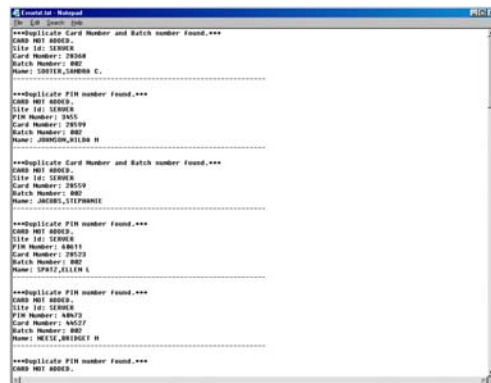 Errorlst.txt - Notepad
File Edit Search Help
***Duplicate Card Number and Batch number found.***
CARD NOT ADDED.
Site Id: SERVER
Card Number: 28360
Batch Number: 002
Name: SOOTER,SANDRA C.
***Duplicate PIN number found.***
CARD NOT ADDED.
Site Id: SERVER
PIN Number: 3455
Card Number: 28599
Batch Number: 002
Name: JOHNSON,HILDA M
***Duplicate Card Number and Batch number found.***
CARD NOT ADDED.
Site Id: SERVER
Card Number: 28559
Batch Number: 002
Name: JACOBS,STEPHANIE
***Duplicate PIN number found.***
CARD NOT ADDED.
Site Id: SERVER
PIN Number: 60611
Card Number: 28523
Batch Number: 002
Name: SPATZ,ELLEN L
***Duplicate PIN number found.***
CARD NOT ADDED.
Site Id: SERVER
PIN Number: 40473
Card Number: 44527
Batch Number: 002
Name: NEESE,BRIDGET M
***Duplicate PIN number found.***
CARD NOT ADDED.